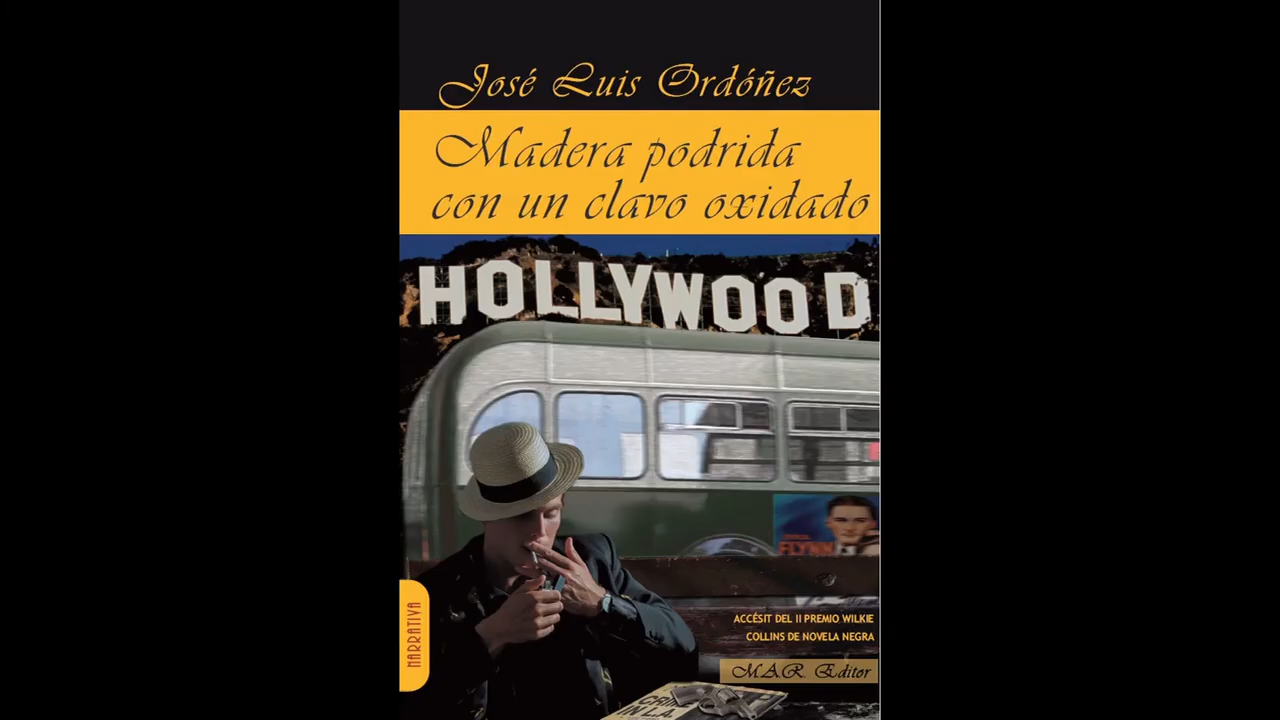 José Luis Ordóñez
Madera podrida
con un clavo oxidado
HOLLYWOOD
FLYNN
ACCÉSIT DEL II PREMIO WILKIE
COLLINS DE NOVELA NEGRA
NARRATIVA
M.A.R. Editor
IN L.A.